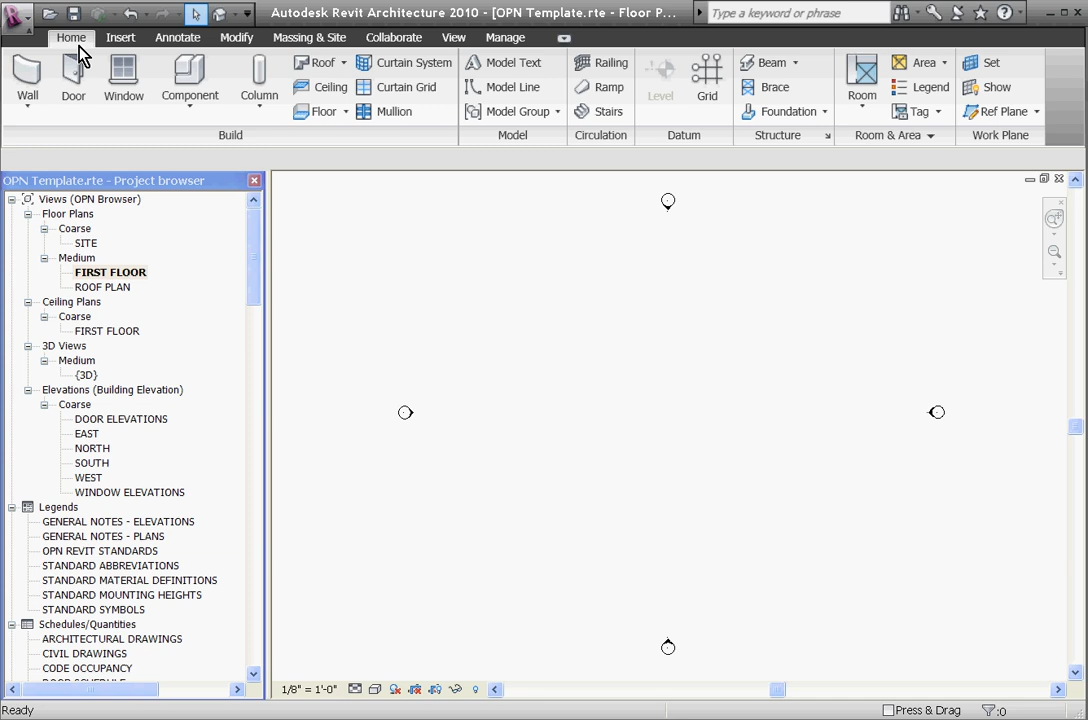 Autodesk Revit Architecture 2010 - [OPN Template.rte - Floor P...
Type a keyword or phrase
Home Insert Annotate Modify Massing & Site Collaborate View Manage
Wall Door Window Component Column
Roof Curtain System
Ceiling Curtain Grid
Floor Mullion
Build
Model Text
Model Line
Model Group
Model
Railing
Ramp
Stairs
Circulation
Level Grid
Datum
Beam
Brace
Foundation
Structure
Room
Area
Legend
Tag
Room & Area
Set
Show
Ref Plane
Work Plane
OPN Template.rte - Project browser
Views (OPN Browser)
Floor Plans
Coarse
SITE
Medium
FIRST FLOOR
ROOF PLAN
Ceiling Plans
Coarse
FIRST FLOOR
3D Views
Medium
{3D}
Elevations (Building Elevation)
Coarse
DOOR ELEVATIONS
EAST
NORTH
SOUTH
WEST
WINDOW ELEVATIONS
Legends
GENERAL NOTES - ELEVATIONS
GENERAL NOTES - PLANS
OPN REVIT STANDARDS
STANDARD ABBREVIATIONS
STANDARD MATERIAL DEFINITIONS
STANDARD MOUNTING HEIGHTS
STANDARD SYMBOLS
Schedules/Quantities
ARCHITECTURAL DRAWINGS
CIVIL DRAWINGS
CODE OCCUPANCY
1/8" = 1'-0"
Ready
Press & Drag
:0